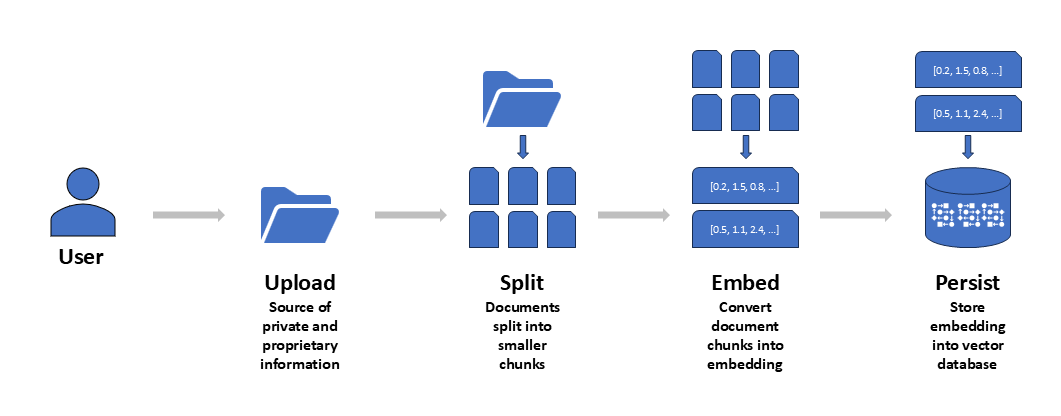 [0.2, 1.5, 0.8, ...]
[0.5, 1.1, 2.4, ...]
[0.2, 1.5, 0.8, ...]
[0.5, 1.1, 2.4, ...]
User
Upload
Source of
private and
proprietary
information
Split
Documents
split into
smaller
chunks
Embed
Convert
document
chunks into
embedding
Persist
Store
embedding
into vector
database